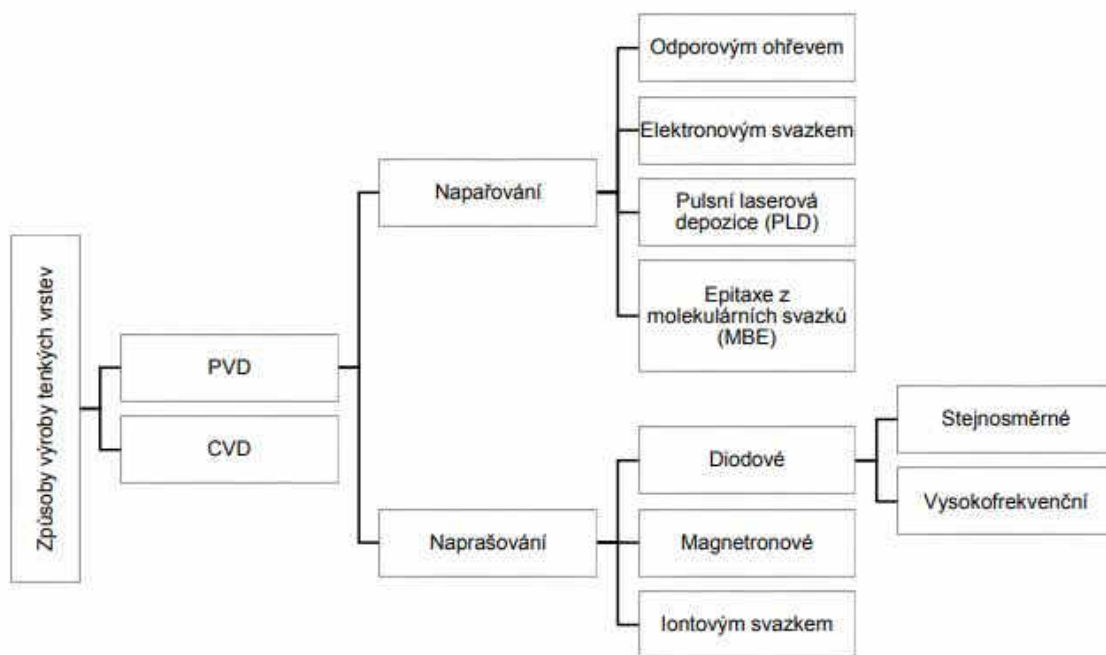 Způsoby výroby tenkých vrstev
PVD
CVD
Napařování
Naprašování
Odporovým ohřevem
Elektronovým svazkem
Pulsní laserová
depozice (PLD)
Epitaxe z
molekulárních svazků
(MBE)
Diodové
Magnetronové
Iontovým svazkem
Stejnosměrné
Vysokofrekvenční